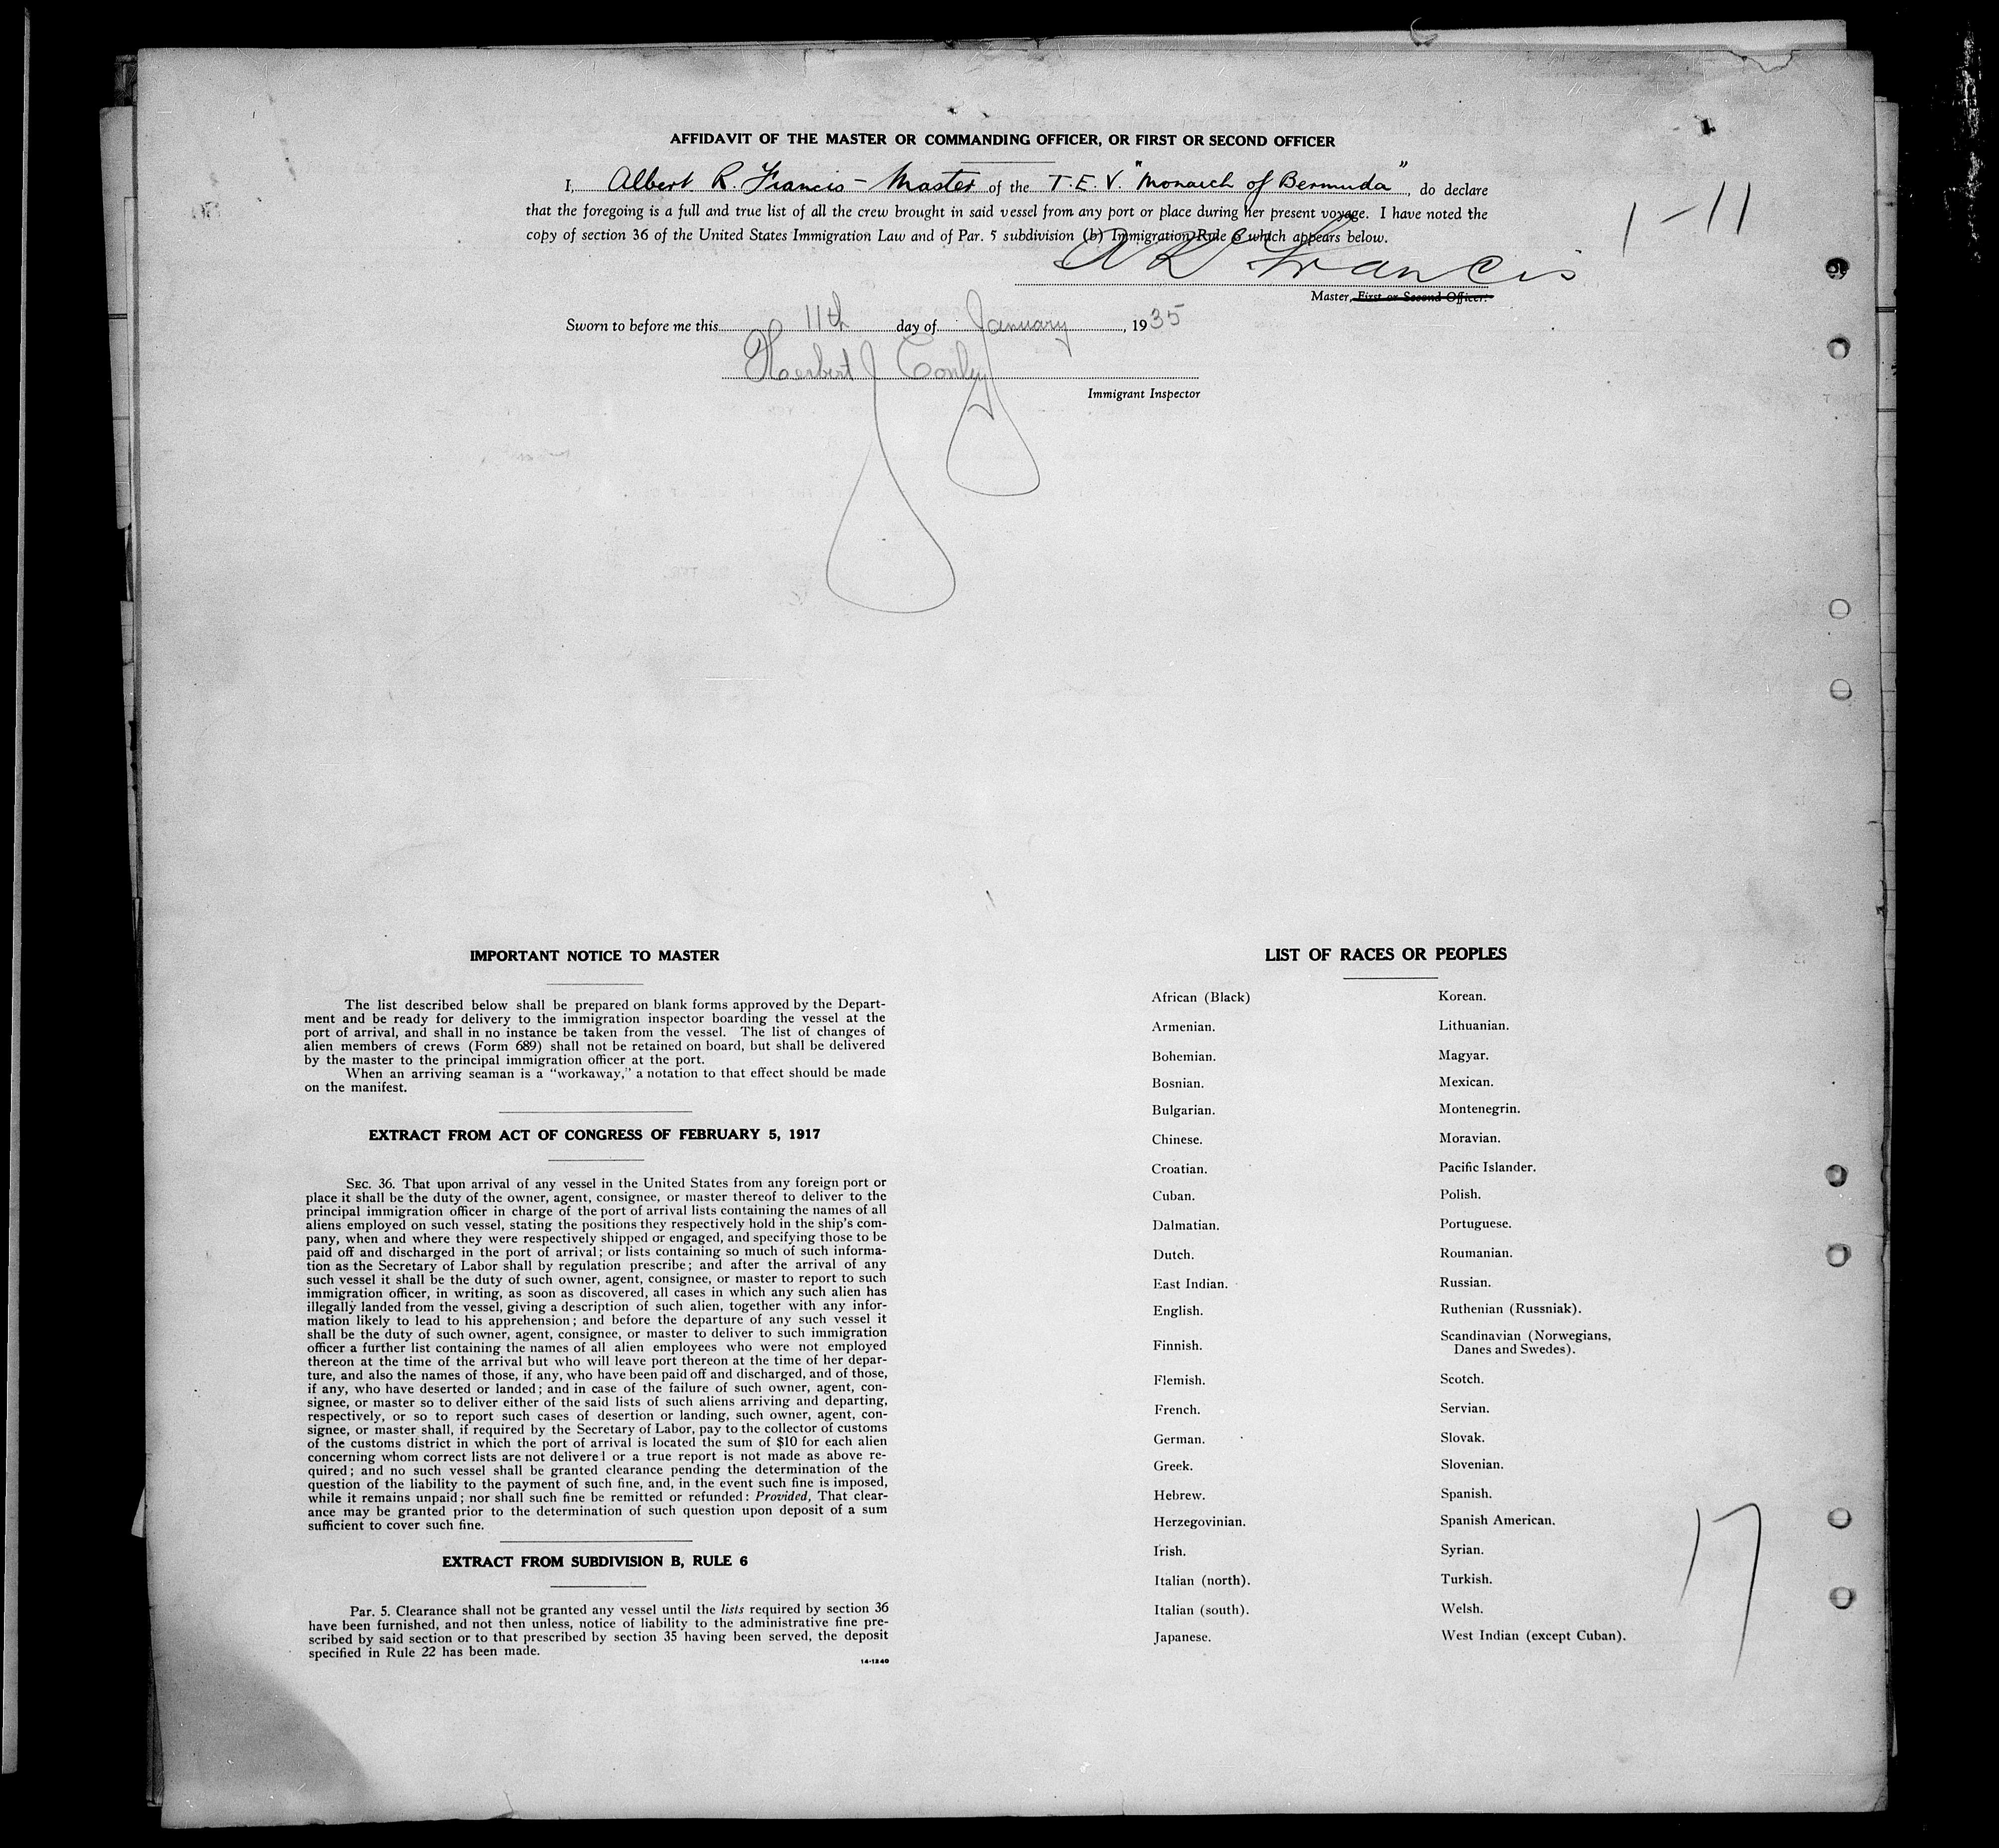 AFFIDAVIT OF THE MASTER OR COMMANDING OFFICER, OR FIRST OR SECOND OFFICER
I, Albert R. Francis - Master of the T.E.V. "Monarch of Bermuda", do declare
that the foregoing is a full and true list of all the crew brought in said vessel from any port or place during her present voyage. I have noted the
copy of section 36 of the United States Immigration Law and of Par. 5 subdivision (b) Immigration Rule 6 which appears below.
1-11
A R Francis
Master, First or Second Officer.
Sworn to before me this 11th day of January, 1935
Herbert J Conley
Immigrant Inspector
IMPORTANT NOTICE TO MASTER
The list described below shall be prepared on blank forms approved by the Depart-
ment and be ready for delivery to the immigration inspector boarding the vessel at the
port of arrival, and shall in no instance be taken from the vessel. The list of changes of
alien members of crews (Form 689) shall not be retained on board, but shall be delivered
by the master to the principal immigration officer at the port.
When an arriving seaman is a "workaway," a notation to that effect should be made
on the manifest.
EXTRACT FROM ACT OF CONGRESS OF FEBRUARY 5, 1917
SEC. 36. That upon arrival of any vessel in the United States from any foreign port or
place it shall be the duty of the owner, agent, consignee, or master thereof to deliver to the
principal immigration officer in charge of the port of arrival lists containing the names of all
aliens employed on such vessel, stating the positions they respectively hold in the ship's com-
pany, when and where they were respectively shipped or engaged, and specifying those to be
paid off and discharged in the port of arrival; or lists containing so much of such informa-
tion as the Secretary of Labor shall by regulation prescribe; and after the arrival of any
such vessel it shall be the duty of such owner, agent, consignee, or master to report to such
immigration officer, in writing, as soon as discovered, all cases in which any such alien has
illegally landed from the vessel, giving a description of such alien, together with any infor-
mation likely to lead to his apprehension; and before the departure of any such vessel it
shall be the duty of such owner, agent, consignee, or master to deliver to such immigration
officer a further list containing the names of all alien employees who were not employed
thereon at the time of the arrival but who will leave port thereon at the time of her depar-
ture, and also the names of those, if any, who have been paid off and discharged, and of those,
if any, who have deserted or landed; and in case of the failure of such owner, agent, con-
signee, or master so to deliver either of the said lists of such aliens arriving and departing,
respectively, or so to report such cases of desertion or landing, such owner, agent, con-
signee, or master shall, if required by the Secretary of Labor, pay to the collector of customs
of the customs district in which the port of arrival is located the sum of $10 for each alien
concerning whom correct lists are not delivered or a true report is not made as above re-
quired; and no such vessel shall be granted clearance pending the determination of the
question of the liability to the payment of such fine, and, in the event such fine is imposed,
while it remains unpaid; nor shall such fine be remitted or refunded: Provided, That clear-
ance may be granted prior to the determination of such question upon deposit of a sum
sufficient to cover such fine.
EXTRACT FROM SUBDIVISION B, RULE 6
Par. 5. Clearance shall not be granted any vessel until the lists required by section 36
have been furnished, and not then unless, notice of liability to the administrative fine pre-
scribed by said section or to that prescribed by section 35 having been served, the deposit
specified in Rule 22 has been made.
14-1240
LIST OF RACES OR PEOPLES
African (Black)
Armenian.
Bohemian.
Bosnian.
Bulgarian.
Chinese.
Croatian.
Cuban.
Dalmatian.
Dutch.
East Indian.
English.
Finnish.
Flemish.
French.
German.
Greek.
Hebrew.
Herzegovinian.
Irish.
Italian (north).
Italian (south).
Japanese.
Korean.
Lithuanian.
Magyar.
Mexican.
Montenegrin.
Moravian.
Pacific Islander.
Polish.
Portuguese.
Roumanian.
Russian.
Ruthenian (Russniak).
Scandinavian (Norwegians,
Danes and Swedes).
Scotch.
Servian.
Slovak.
Slovenian.
Spanish.
Spanish American.
Syrian.
Turkish.
Welsh.
West Indian (except Cuban).
17